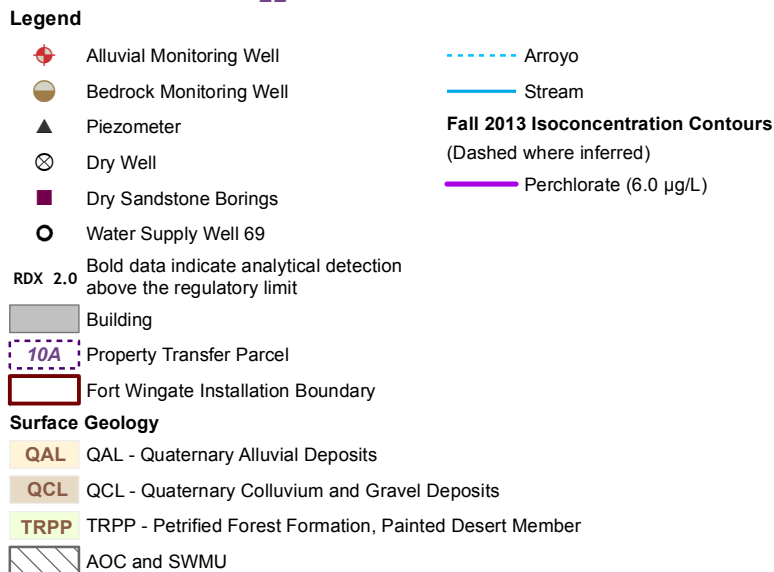 Legend
Alluvial Monitoring Well
Bedrock Monitoring Well
Piezometer
Dry Well
Dry Sandstone Borings
Water Supply Well 69
RDX 2.0 Bold data indicate analytical detection
above the regulatory limit
Building
10A Property Transfer Parcel
Fort Wingate Installation Boundary
Surface Geology
QAL QAL - Quaternary Alluvial Deposits
QCL QCL - Quaternary Colluvium and Gravel Deposits
TRPP TRPP - Petrified Forest Formation, Painted Desert Member
AOC and SWMU
Arroyo
Stream
Fall 2013 Isoconcentration Contours
(Dashed where inferred)
Perchlorate (6.0 µg/L)